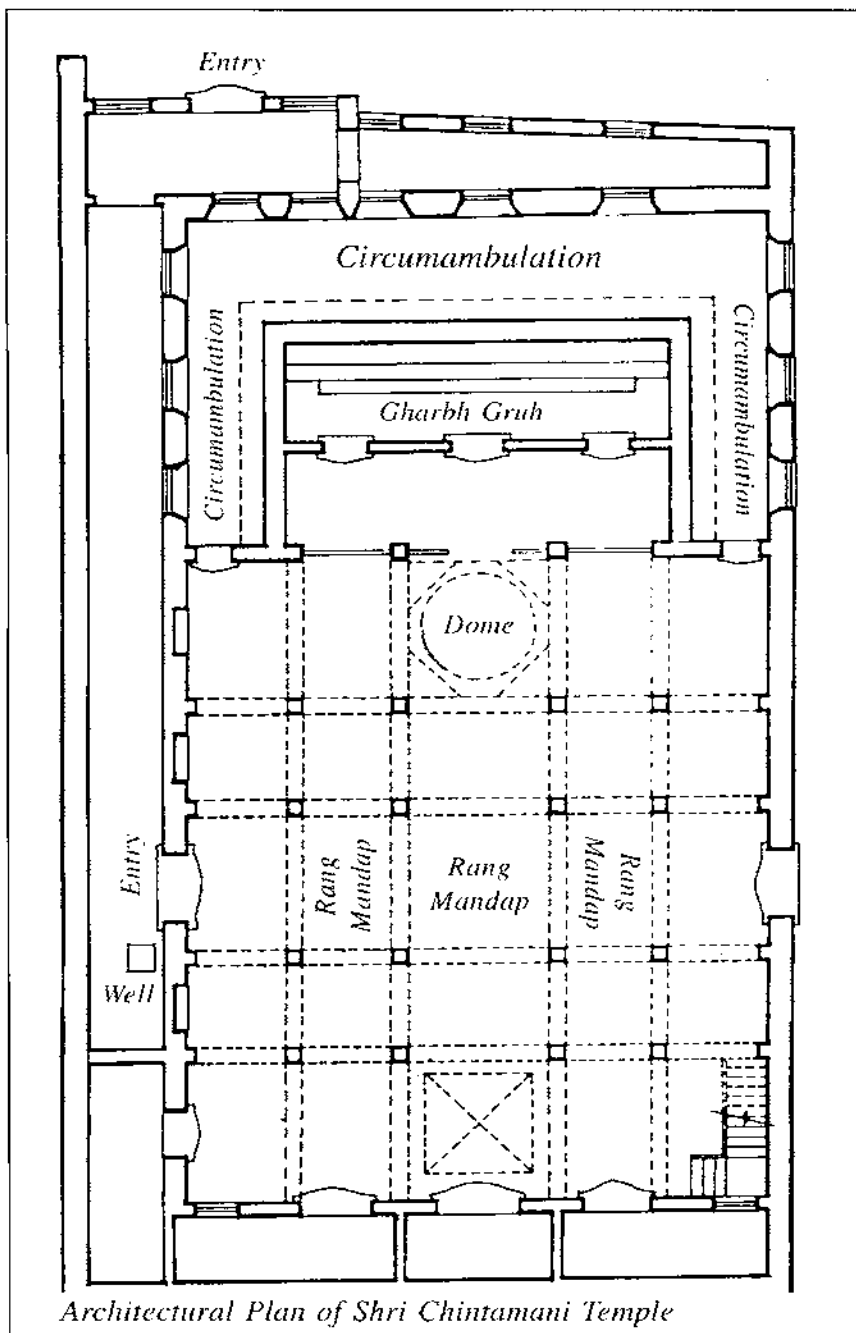 Entry
Circumambulation
Circumambulation
Circumambulation
Gharbh Gruh
Dome
Entry
Rang
Mandap
Rang
Mandap
Rang
Mandap
Well
Architectural Plan of Shri Chintamani Temple